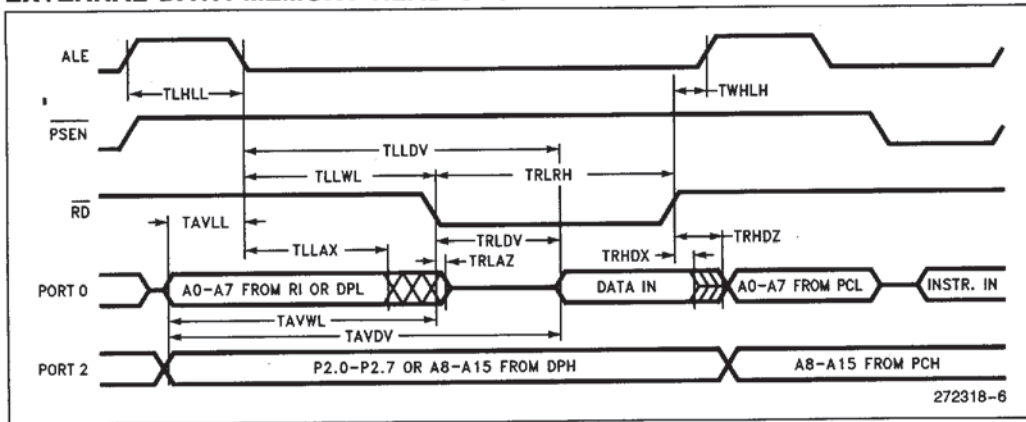 ALE
TLHLL
TWHLH
PSEN
TLLDV
TLLWL
TRLRH
RD
TAVLL
TRLDV
TRHDZ
TLLAX
TRLAZ
TRHDX
PORT 0
A0-A7 FROM RI OR DPL
DATA IN
A0-A7 FROM PCL
INSTR. IN
TAVWL
TAVDV
PORT 2
P2.0-P2.7 OR A8-A15 FROM DPH
A8-A15 FROM PCH
272318-6